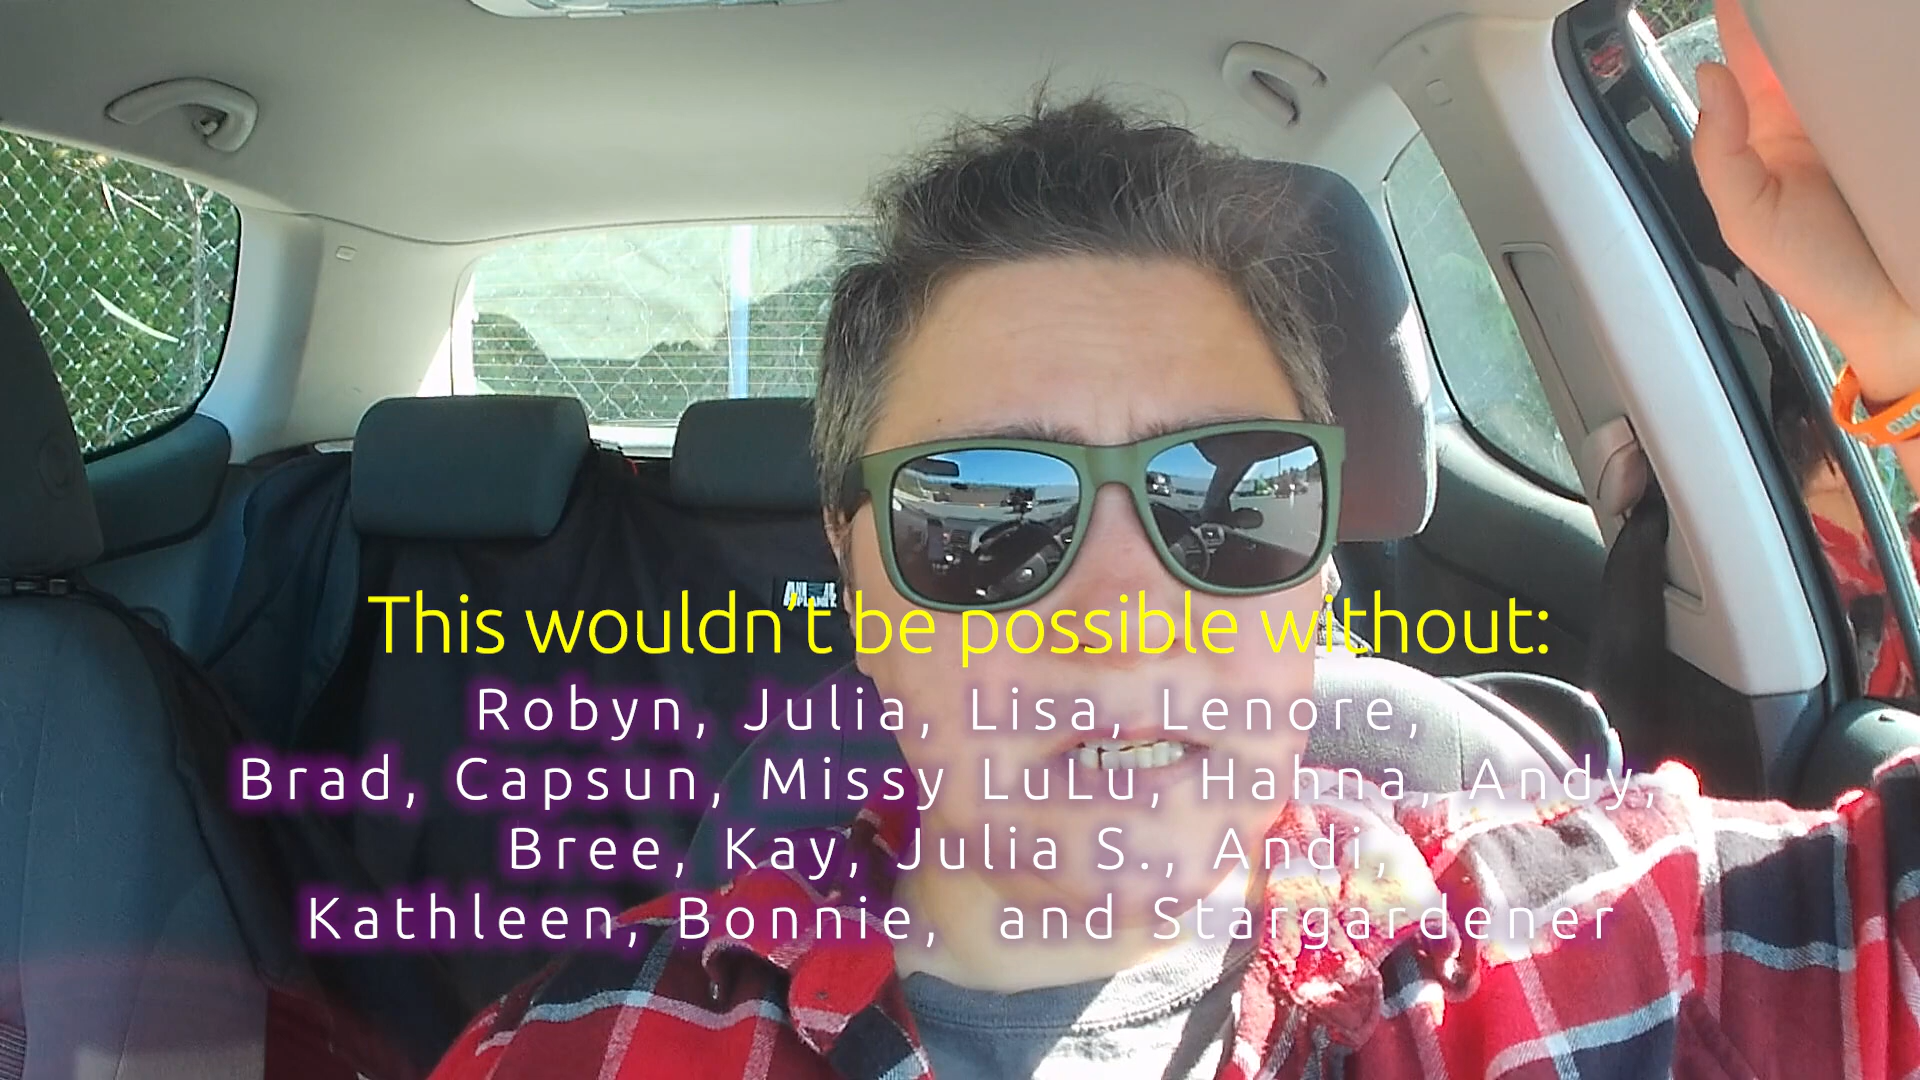 This wouldn't be possible without:
Robyn, Julia, Lisa, Lenore,
Brad, Capsun, Missy LuLu, Hahna, Andy,
Bree, Kay, Julia S., Andi,
Kathleen, Bonnie, and Stargardener